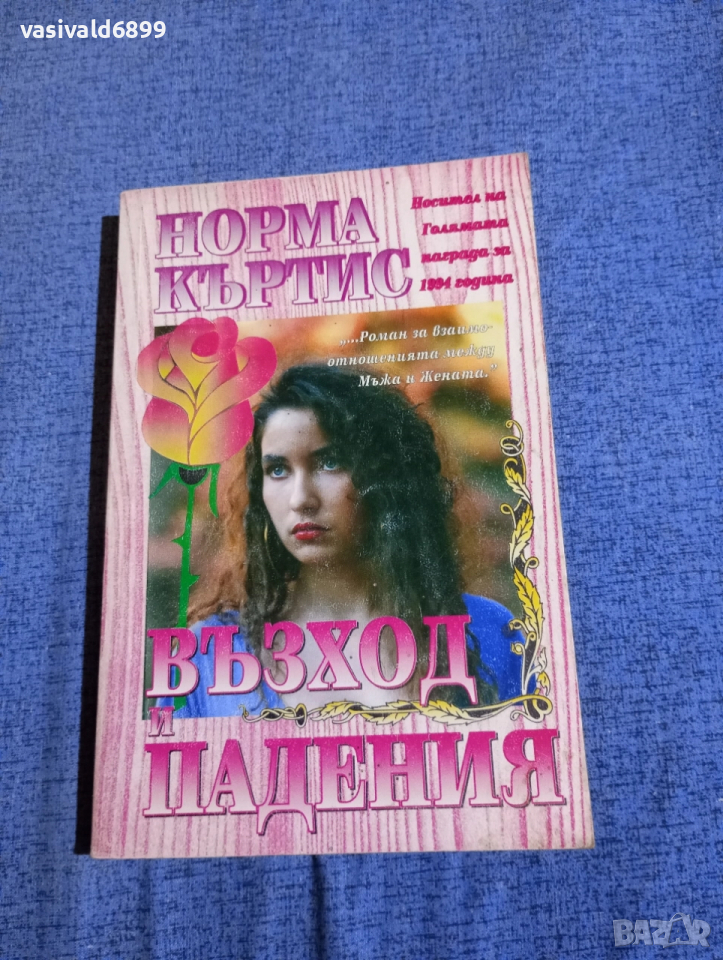 vasivald6899
НОРМА
КЪРТИС
Носител на
Голямата
награда за
1994 година
„...Роман за взаимо-
отношенията между
Мъжа и Жената."
ВЪЗХОД
И
ПАДЕНИЯ
BAZAR